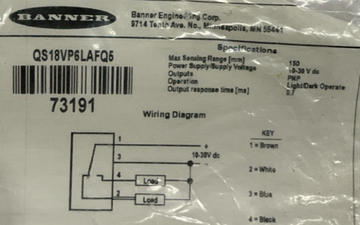 BANNER
Banner Engineering Corp.
9714 Tenth Ave. No., Minneapolis, MN 55441
QS18VP6LAFQ5
73191
Specifications
Max Sensing Range [mm] 150
Power Supply/Supply Voltage 10-30 V dc
Outputs PNP
Operation Light/Dark Operate
Output response time [ms] 0.7
Wiring Diagram
KEY
1 +
3 10-30V dc
4 Load -
2 Load
1 = Brown
2 = White
3 = Blue
4 = Black